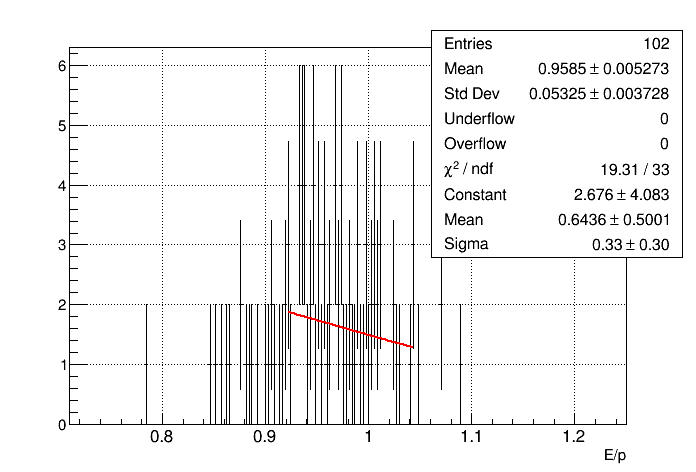 Entries 102
Mean 0.9585 ± 0.005273
Std Dev 0.05325 ± 0.003728
Underflow 0
Overflow 0
χ² / ndf 19.31 / 33
Constant 2.676 ± 4.083
Mean 0.6436 ± 0.5001
Sigma 0.33 ± 0.30
6
5
4
3
2
1
0
0.8 0.9 1 1.1 1.2
E/p